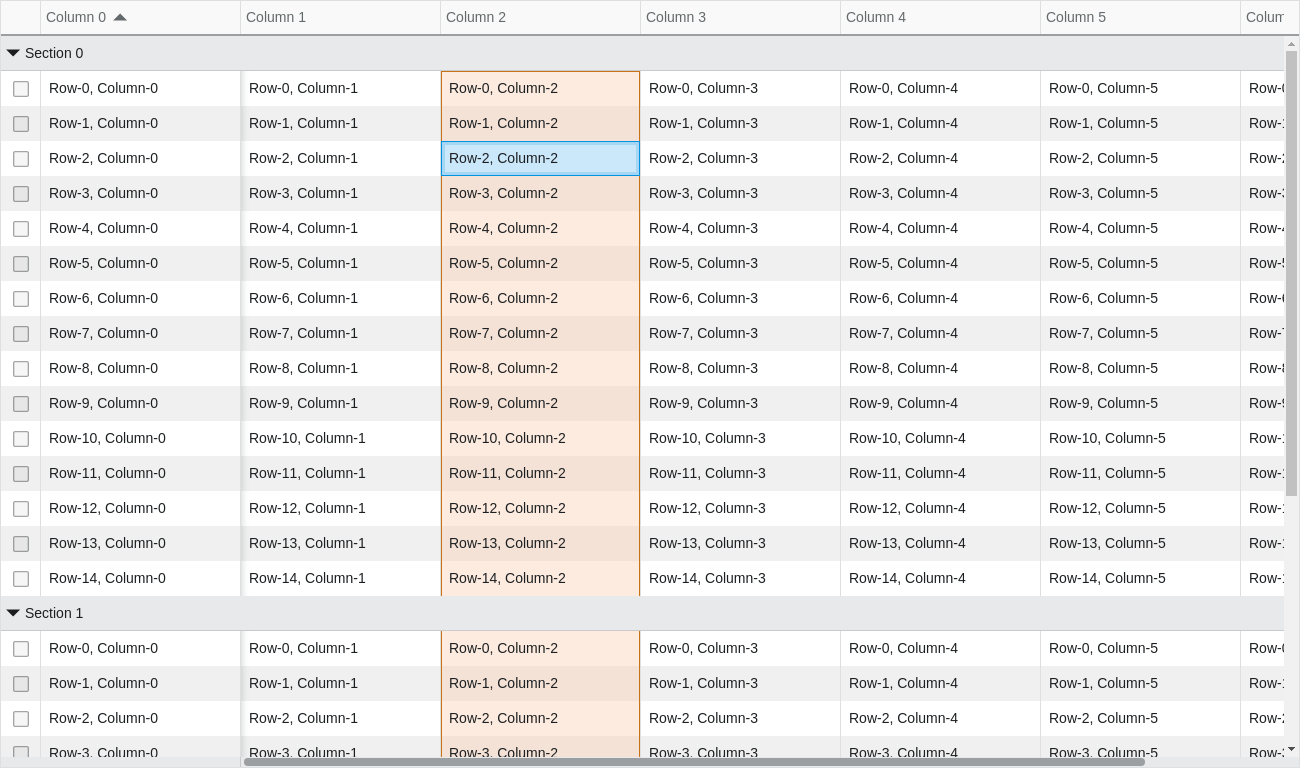 Column 0 Column 1 Column 2 Column 3 Column 4 Column 5 Colum
Section 0
Row-0, Column-0 Row-0, Column-1 Row-0, Column-2 Row-0, Column-3 Row-0, Column-4 Row-0, Column-5
Row-1, Column-0 Row-1, Column-1 Row-1, Column-2 Row-1, Column-3 Row-1, Column-4 Row-1, Column-5
Row-2, Column-0 Row-2, Column-1 Row-2, Column-2 Row-2, Column-3 Row-2, Column-4 Row-2, Column-5
Row-3, Column-0 Row-3, Column-1 Row-3, Column-2 Row-3, Column-3 Row-3, Column-4 Row-3, Column-5
Row-4, Column-0 Row-4, Column-1 Row-4, Column-2 Row-4, Column-3 Row-4, Column-4 Row-4, Column-5
Row-5, Column-0 Row-5, Column-1 Row-5, Column-2 Row-5, Column-3 Row-5, Column-4 Row-5, Column-5
Row-6, Column-0 Row-6, Column-1 Row-6, Column-2 Row-6, Column-3 Row-6, Column-4 Row-6, Column-5
Row-7, Column-0 Row-7, Column-1 Row-7, Column-2 Row-7, Column-3 Row-7, Column-4 Row-7, Column-5
Row-8, Column-0 Row-8, Column-1 Row-8, Column-2 Row-8, Column-3 Row-8, Column-4 Row-8, Column-5
Row-9, Column-0 Row-9, Column-1 Row-9, Column-2 Row-9, Column-3 Row-9, Column-4 Row-9, Column-5
Row-10, Column-0 Row-10, Column-1 Row-10, Column-2 Row-10, Column-3 Row-10, Column-4 Row-10, Column-5
Row-11, Column-0 Row-11, Column-1 Row-11, Column-2 Row-11, Column-3 Row-11, Column-4 Row-11, Column-5
Row-12, Column-0 Row-12, Column-1 Row-12, Column-2 Row-12, Column-3 Row-12, Column-4 Row-12, Column-5
Row-13, Column-0 Row-13, Column-1 Row-13, Column-2 Row-13, Column-3 Row-13, Column-4 Row-13, Column-5
Row-14, Column-0 Row-14, Column-1 Row-14, Column-2 Row-14, Column-3 Row-14, Column-4 Row-14, Column-5
Section 1
Row-0, Column-0 Row-0, Column-1 Row-0, Column-2 Row-0, Column-3 Row-0, Column-4 Row-0, Column-5
Row-1, Column-0 Row-1, Column-1 Row-1, Column-2 Row-1, Column-3 Row-1, Column-4 Row-1, Column-5
Row-2, Column-0 Row-2, Column-1 Row-2, Column-2 Row-2, Column-3 Row-2, Column-4 Row-2, Column-5
Row-3, Column-0 Row-3, Column-1 Row-3, Column-2 Row-3, Column-3 Row-3, Column-4 Row-3, Column-5